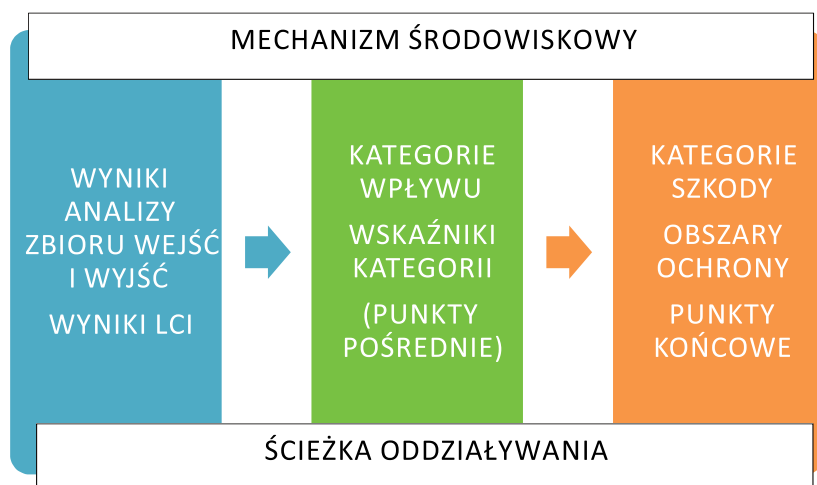 MECHANIZM ŚRODOWISKOWY
WYNIKI
ANALIZY
ZBIORU WEJŚĆ
I WYJŚĆ
WYNIKI LCI
KATEGORIE
WPŁYWU
WSKAŹNIKI
KATEGORII
(PUNKTY
POŚREDNIE)
KATEGORIE
SZKODY
OBSZARY
OCHRONY
PUNKTY
KOŃCOWE
ŚCIEŻKA ODDZIAŁYWANIA